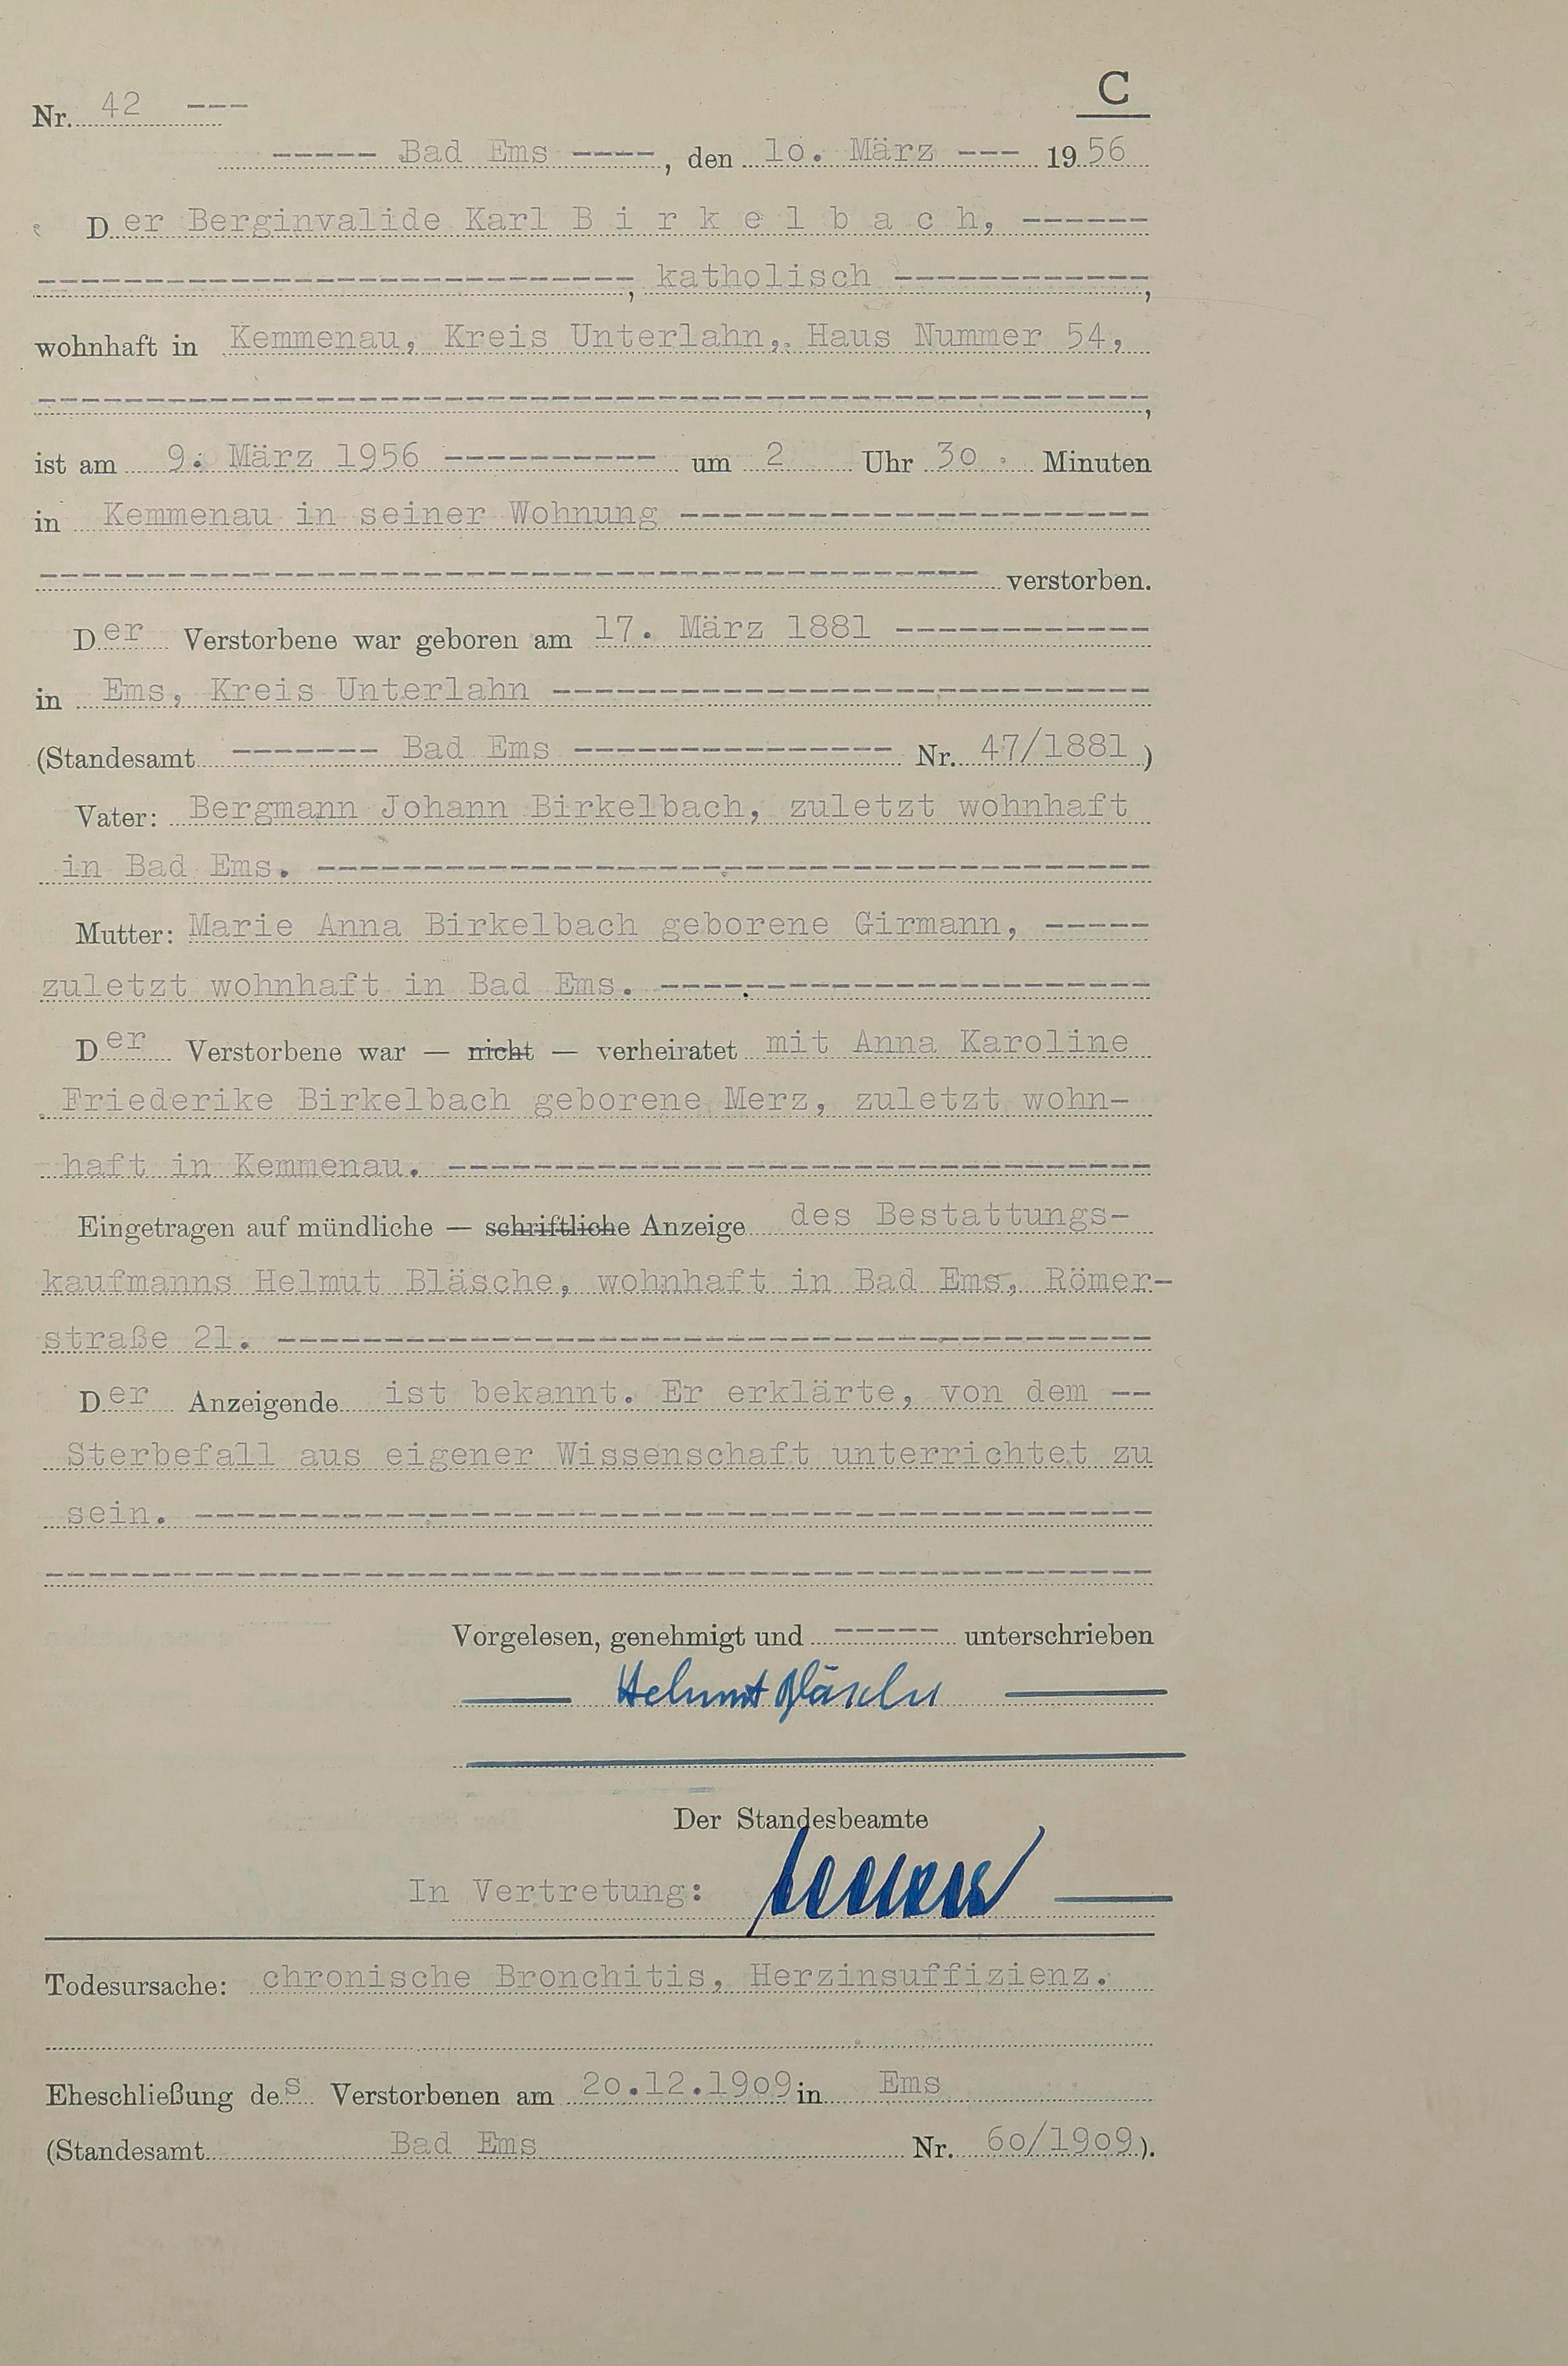 C
Nr. 42 ---
----- Bad Ems ----, den 10. März --- 1956
Der Berginvalide Karl B i r k e l b a c h, ------
----------------------------, katholisch ------------,
wohnhaft in Kemmenau, Kreis Unterlahn, Haus Nummer 54,
----------------------------------------------------,
ist am 9. März 1956 ---------- um 2 Uhr 30 Minuten
in Kemmenau in seiner Wohnung ----------------------
-------------------------------------------- verstorben.
Der Verstorbene war geboren am 17. März 1881 ------------
in Ems, Kreis Unterlahn ----------------------------
(Standesamt ------- Bad Ems --------------- Nr. 47/1881 )
Vater: Bergmann Johann Birkelbach, zuletzt wohnhaft
in Bad Ems. ---------------------------------------
Mutter: Marie Anna Birkelbach geborene Girmann, -----
zuletzt wohnhaft in Bad Ems. -----------------------
Der Verstorbene war — nicht — verheiratet mit Anna Karoline
Friederike Birkelbach geborene Merz, zuletzt wohn-
haft in Kemmenau. ---------------------------------
Eingetragen auf mündliche — schriftliche Anzeige des Bestattungs-
kaufmanns Helmut Bläsche, wohnhaft in Bad Ems, Römer-
straße 21. -----------------------------------------
Der Anzeigende ist bekannt. Er erklärte, von dem --
Sterbefall aus eigener Wissenschaft unterrichtet zu
sein. ---------------------------------------------
----------------------------------------------------
Vorgelesen, genehmigt und ----- unterschrieben
Helmut Bläsche
Der Standesbeamte
In Vertretung:
Todesursache: chronische Bronchitis, Herzinsuffizienz.
Eheschließung des Verstorbenen am 20.12.1909 in Ems
(Standesamt Bad Ems Nr. 60/1909 ).